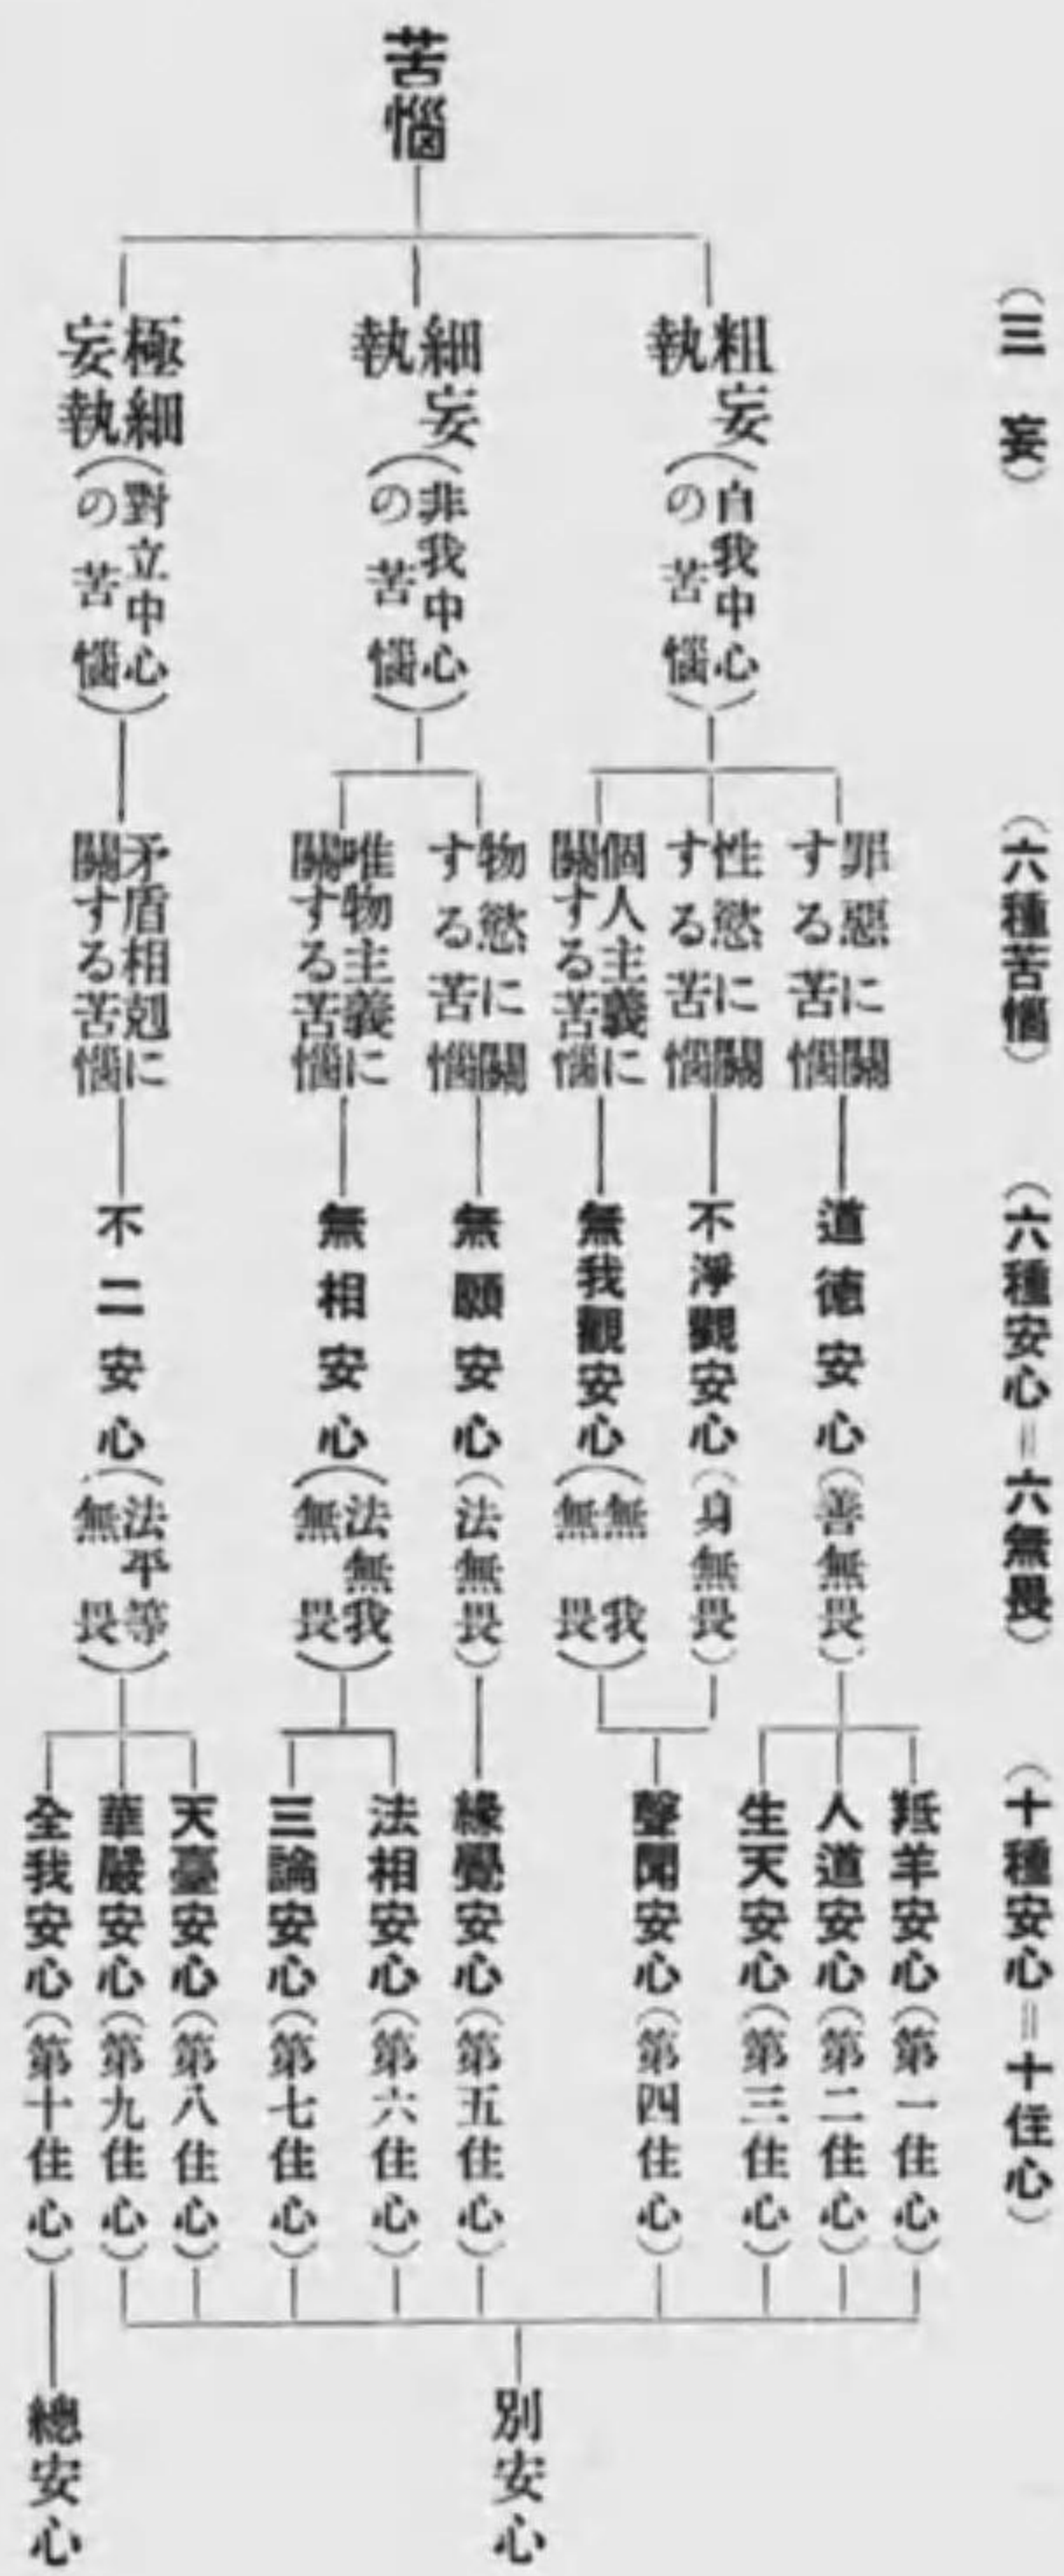 （三妄）
（六種苦惱）
（六種安心＝六無畏）
（十種安心＝十住心）
苦惱
粗妄
執
（自我中心
の苦惱）
細妄
執
（非我中心
の苦惱）
極細
妄執
（對立中心
の苦惱）
罪惡に關
する苦惱
性慾に關
する苦惱
個人主義に
關する苦惱
物慾に關
する苦惱
唯物主義に
關する苦惱
矛盾相剋に
關する苦惱
道德安心（善無畏）
不淨觀安心（身無畏）
無我觀安心（無我
無畏）
無願安心（法無畏）
無相安心（法無我
無畏）
不二安心（法平等
無畏）
羝羊安心（第一住心）
人道安心（第二住心）
生天安心（第三住心）
聲聞安心（第四住心）
緣覺安心（第五住心）
法相安心（第六住心）
三論安心（第七住心）
天臺安心（第八住心）
華嚴安心（第九住心）
全我安心（第十住心）
別安心
總安心